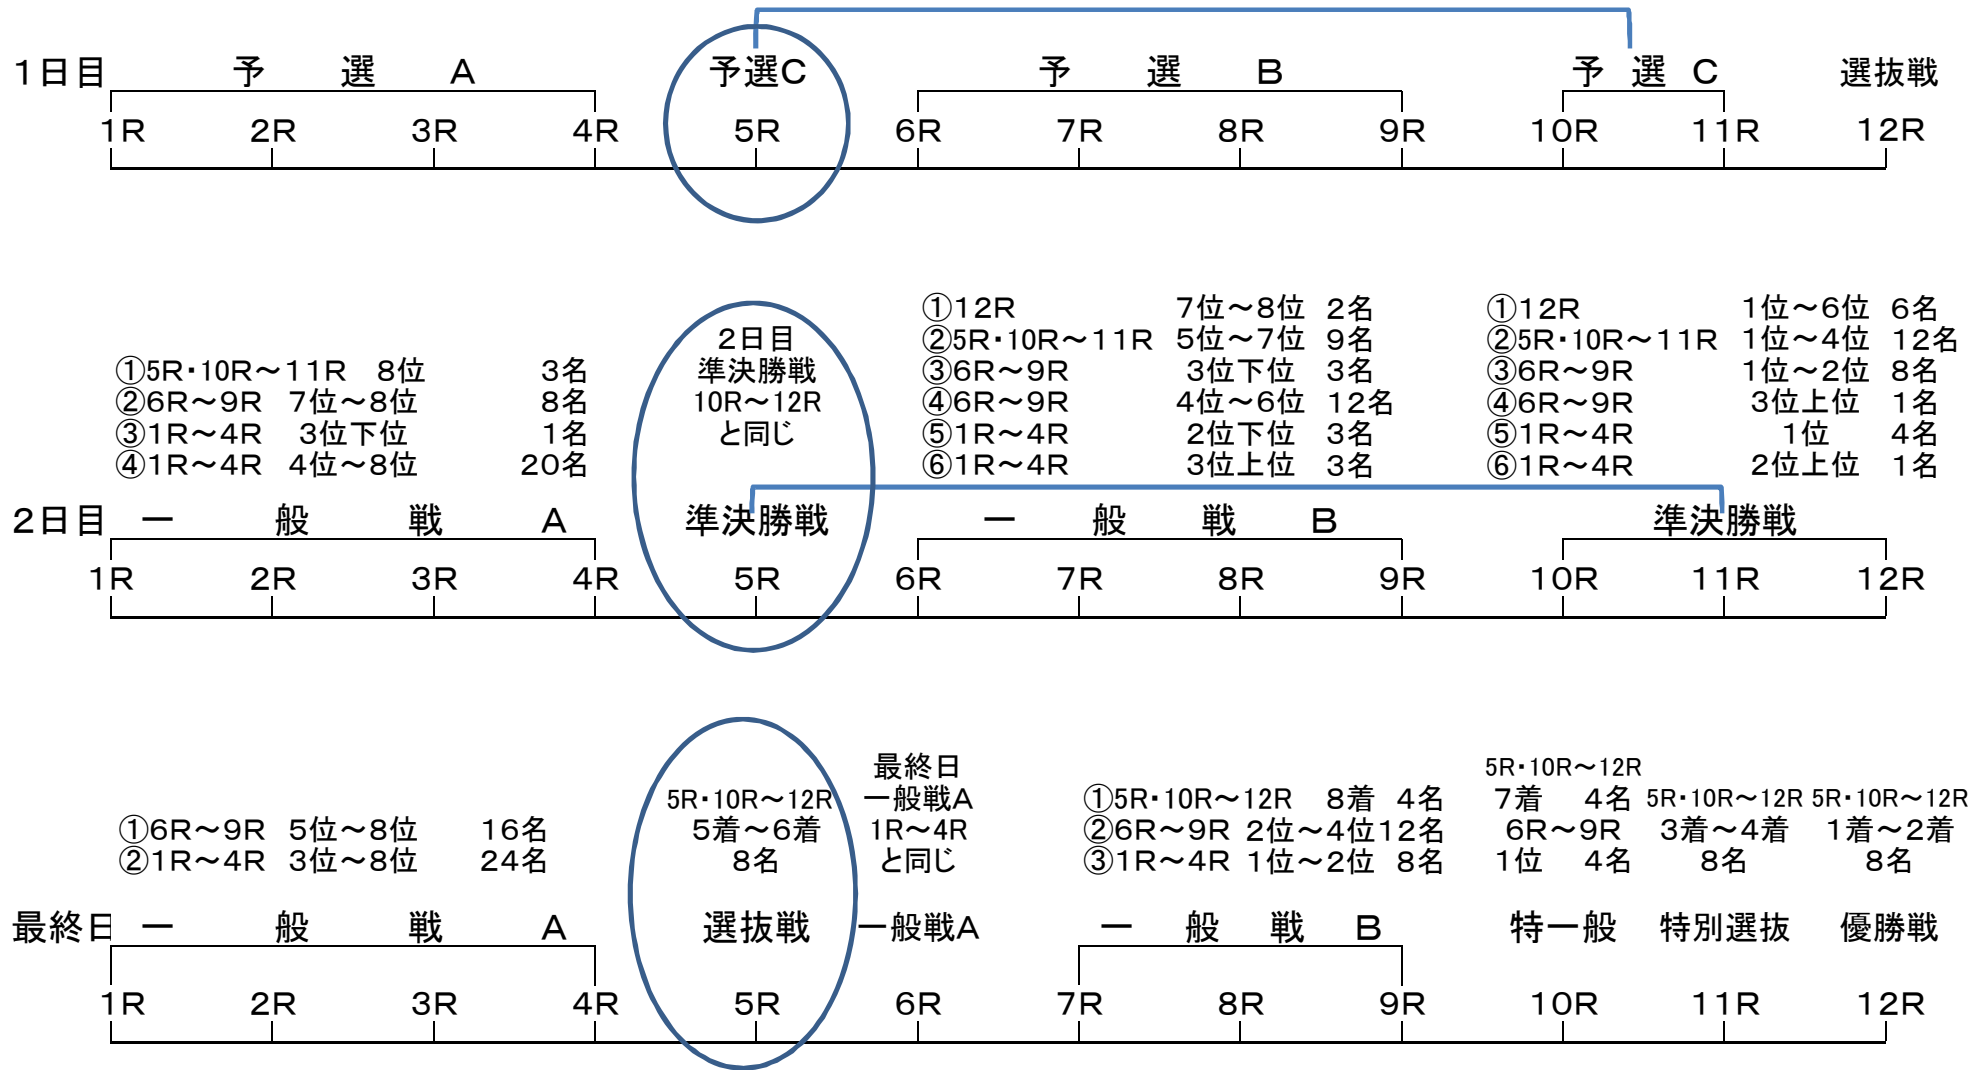 1日目 予選A 予選C 予選B 予選C 選抜戦
1R 2R 3R 4R 5R 6R 7R 8R 9R 10R 11R 12R
①5R・10R～11R 8位 3名
②6R～9R 7位～8位 8名
③1R～4R 3位下位 1名
④1R～4R 4位～8位 20名
2日目
準決勝戦
10R～12R
と同じ
①12R 7位～8位 2名
②5R・10R～11R 5位～7位 9名
③6R～9R 3位下位 3名
④6R～9R 4位～6位 12名
⑤1R～4R 2位下位 3名
⑥1R～4R 3位上位 3名
①12R 1位～6位 6名
②5R・10R～11R 1位～4位 12名
③6R～9R 1位～2位 8名
④6R～9R 3位上位 1名
⑤1R～4R 1位 4名
⑥1R～4R 2位上位 1名
2日目 一般戦A 準決勝戦 一般戦B 準決勝戦
1R 2R 3R 4R 5R 6R 7R 8R 9R 10R 11R 12R
①6R～9R 5位～8位 16名
②1R～4R 3位～8位 24名
5R・10R～12R
5着～6着
8名
最終日
一般戦A
1R～4R
と同じ
①5R・10R～12R 8着 4名
②6R～9R 2位～4位 12名
③1R～4R 1位～2位 8名
5R・10R～12R
7着 4名
6R～9R
1位 4名
5R・10R～12R
3着～4着
8名
5R・10R～12R
1着～2着
8名
最終日 一般戦A 選抜戦 一般戦A 一般戦B 特一般 特別選抜 優勝戦
1R 2R 3R 4R 5R 6R 7R 8R 9R 10R 11R 12R